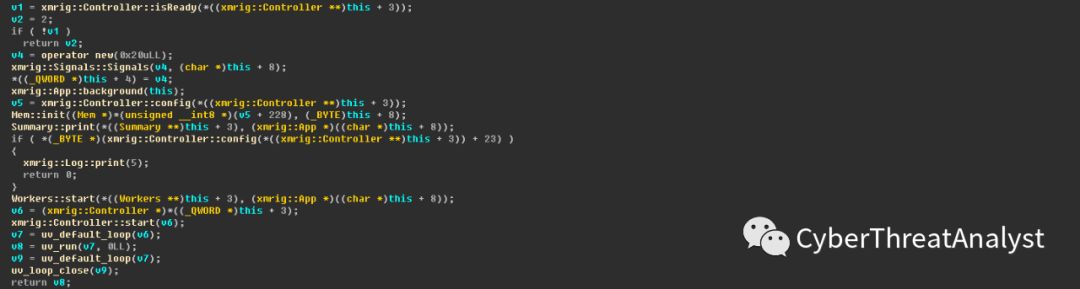 v1 = xmrig::Controller::isReady(*((xmrig::Controller **)this + 3));
v2 = 2;
if ( !v1 )
return v2;
v4 = operator new(0x20uLL);
xmrig::Signals::Signals(v4, (char *)this + 8);
*((_QWORD *)this + 4) = v4;
xmrig::App::background(this);
v5 = xmrig::Controller::config(*((xmrig::Controller **)this + 3));
Mem::init((Mem *)*(unsigned __int8 *)(v5 + 228), (_BYTE)this + 8);
Summary::print(*((Summary **)this + 3), (xmrig::App *)((char *)this + 8));
if ( *(_BYTE *)(xmrig::Controller::config(*((xmrig::Controller **)this + 3)) + 23) )
{
xmrig::Log::print(5);
return 0;
}
Workers::start(*((Workers **)this + 3), (xmrig::App *)((char *)this + 8));
v6 = (xmrig::Controller *)*((_QWORD *)this + 3);
xmrig::Controller::start(v6);
v7 = uv_default_loop(v6);
v8 = uv_run(v7, 0LL);
v9 = uv_default_loop(v7);
uv_loop_close(v9);
return v8;
CyberThreatAnalyst